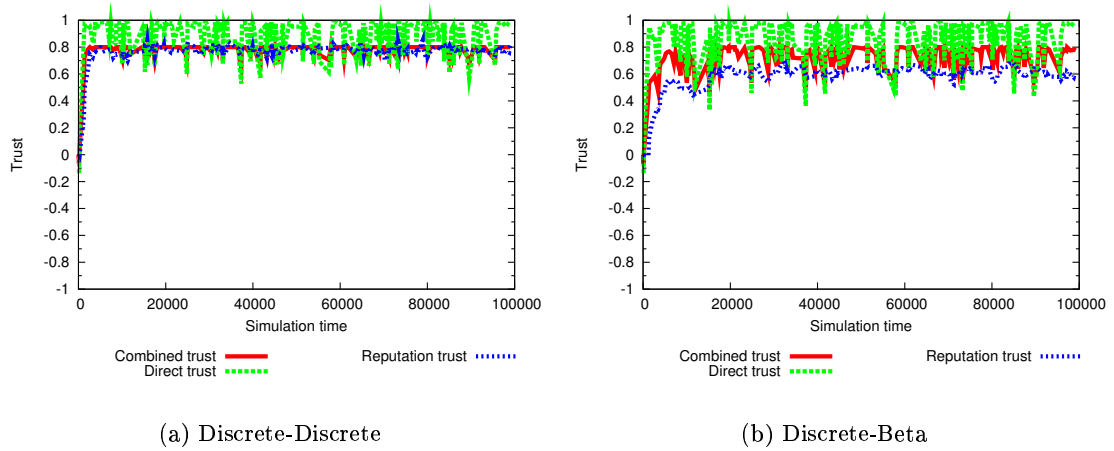 1
0.8
0.6
0.4
0.2
0
-0.2
-0.4
-0.6
-0.8
-1
Trust
0 20000 40000 60000 80000 100000
Simulation time
Combined trust Reputation trust
Direct trust
(a) Discrete-Discrete
1
0.8
0.6
0.4
0.2
0
-0.2
-0.4
-0.6
-0.8
-1
Trust
0 20000 40000 60000 80000 100000
Simulation time
Combined trust Reputation trust
Direct trust
(b) Discrete-Beta